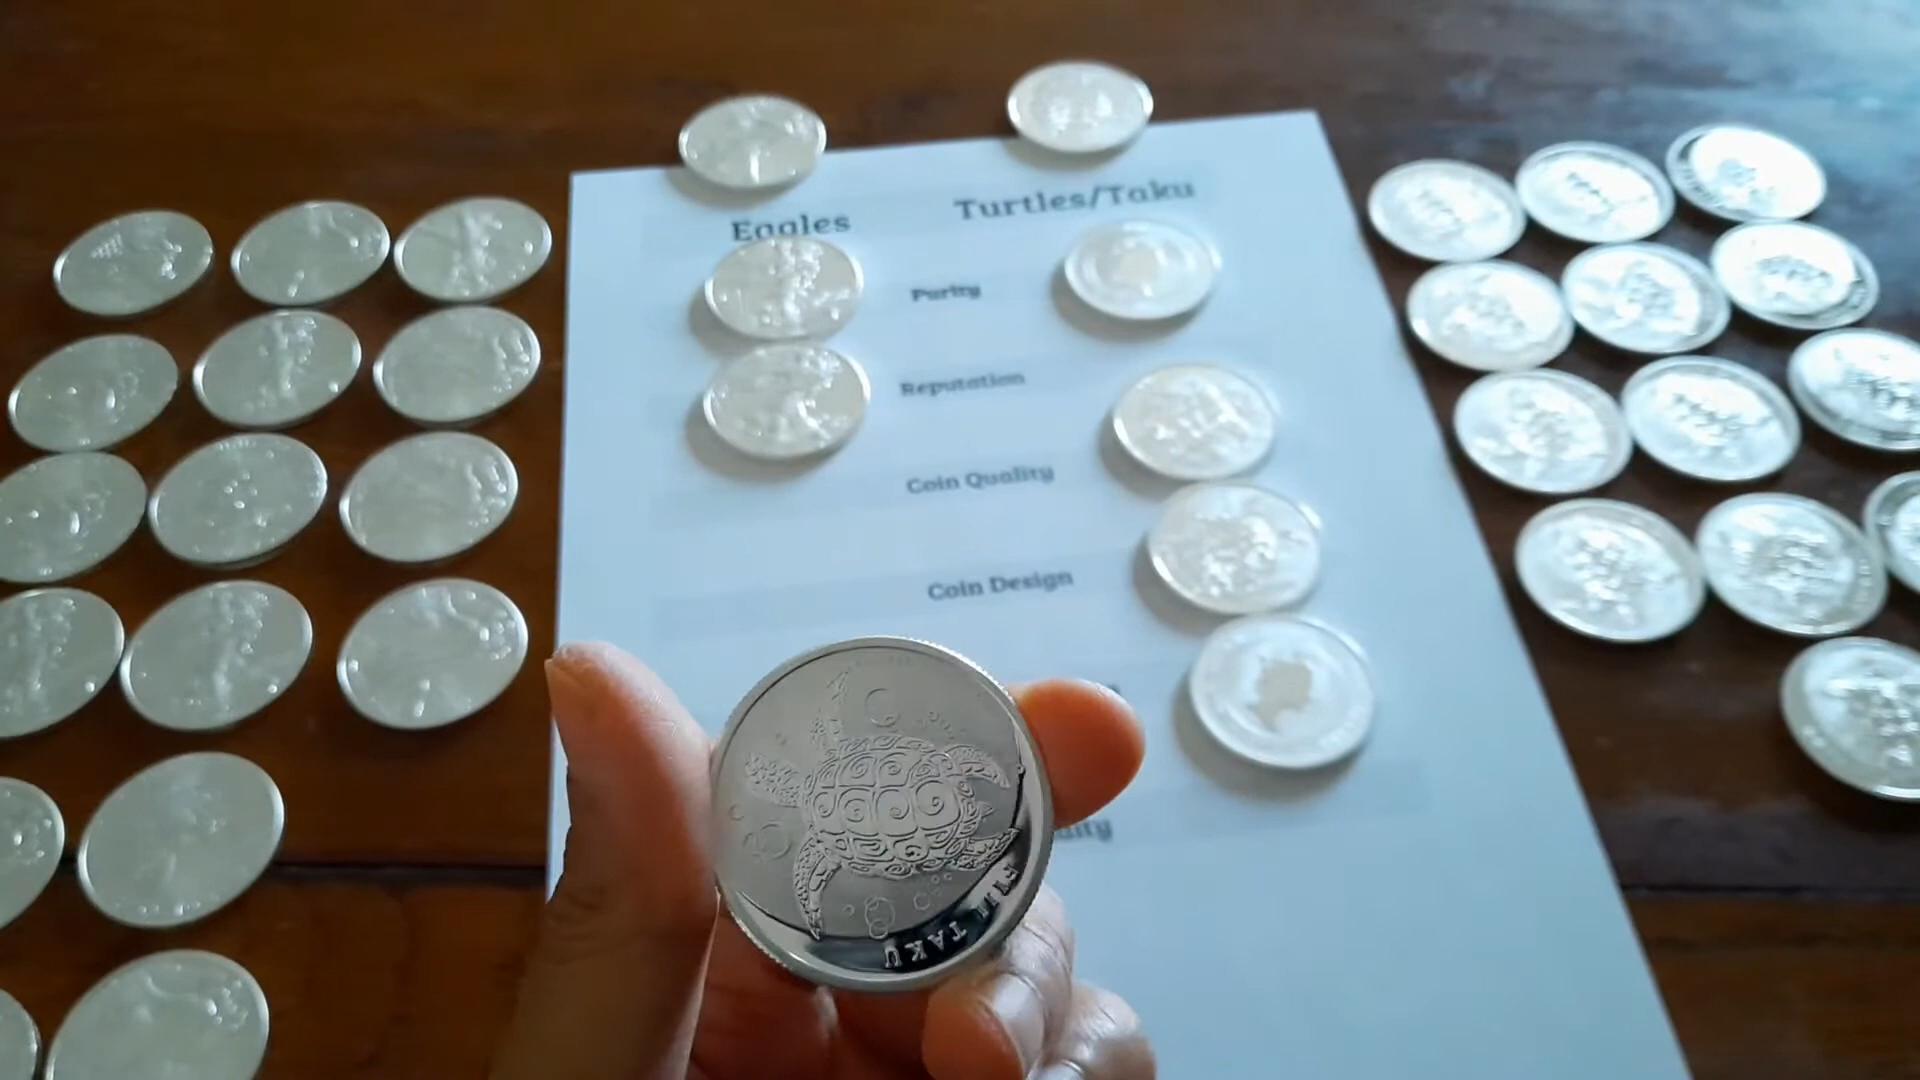 Eagles
Turtles/Taku
Purity
Reputation
Coin Quality
Coin Design
FIJI TAKU